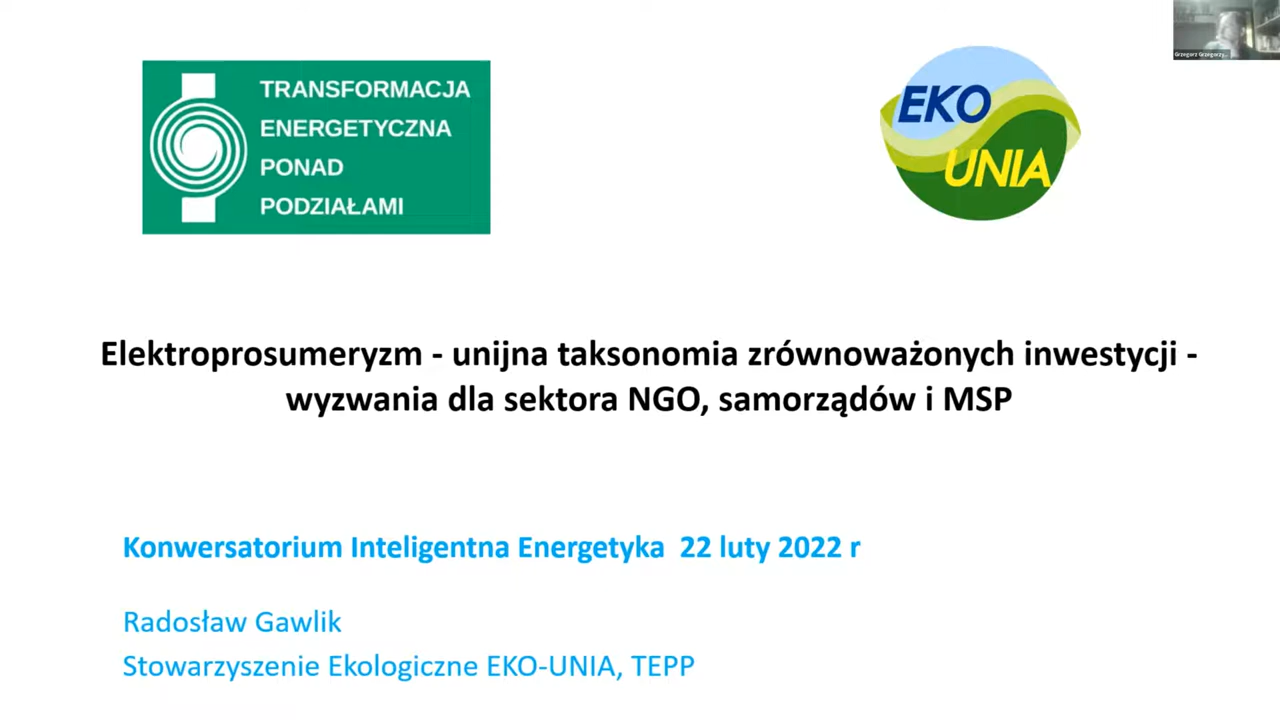 TRANSFORMACJA
ENERGETYCZNA
PONAD
PODZIAŁAMI
EKO
UNIA
Elektroprosumeryzm - unijna taksonomia zrównoważonych inwestycji -
wyzwania dla sektora NGO, samorządów i MSP
Konwersatorium Inteligentna Energetyka 22 luty 2022 r
Radosław Gawlik
Stowarzyszenie Ekologiczne EKO-UNIA, TEPP